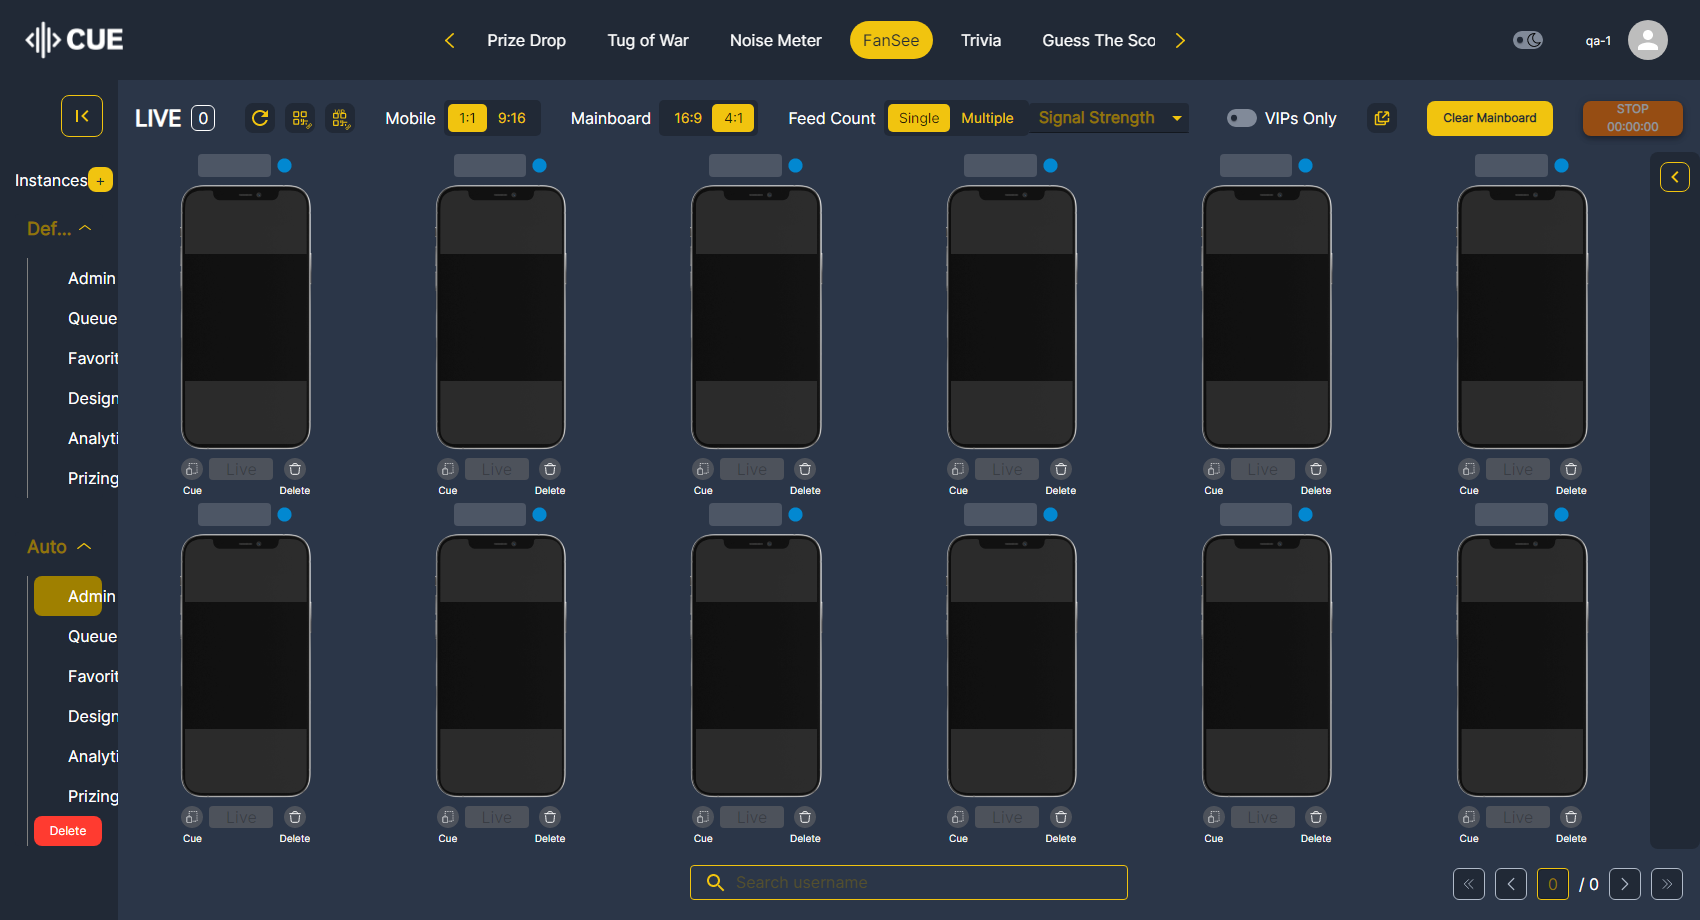 CUE
Prize Drop
Tug of War
Noise Meter
FanSee
Trivia
Guess The Sco
qa-1
LIVE 0
Mobile 1:1 9:16
Mainboard 16:9 4:1
Feed Count Single Multiple
Signal Strength
VIPs Only
Clear Mainboard
STOP
00:00:00
Instances +
Def...
Admin
Queue
Favorit
Design
Analyti
Prizing
Auto
Admin
Queue
Favorit
Design
Analyti
Prizing
Delete
Live Live Live Live Live Live
Cue Delete Cue Delete Cue Delete Cue Delete Cue Delete Cue Delete
Live Live Live Live Live Live
Cue Delete Cue Delete Cue Delete Cue Delete Cue Delete Cue Delete
Search username
0 / 0